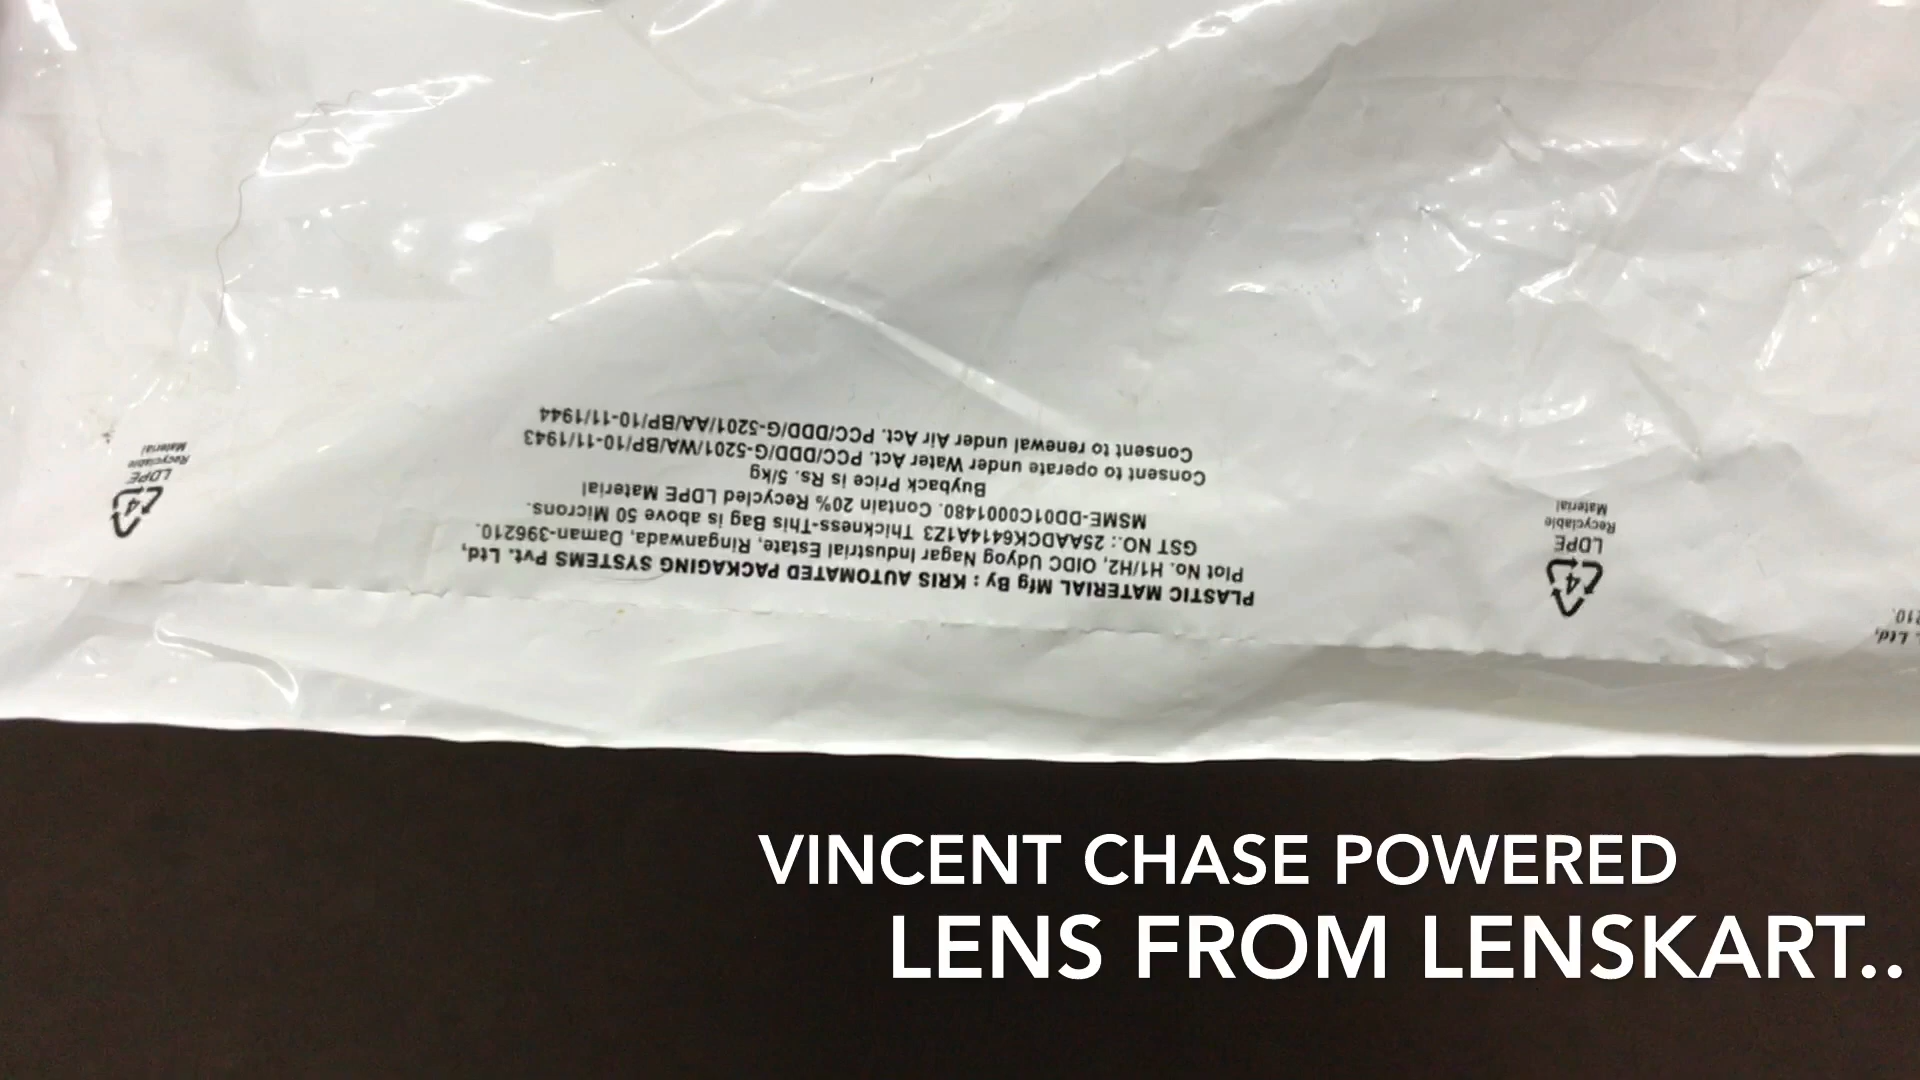 PLASTIC MATERIAL Mfg By : KRIS AUTOMATED PACKAGING SYSTEMS Pvt. Ltd,
Plot No. H1/H2, OIDC Udyog Nagar Industrial Estate, Ringanwada, Daman-396210.
GST NO.: 25AADCK6414A1Z3 Thickness-This Bag is above 50 Microns.
MSME-DD01C0001480. Contain 20% Recycled LDPE Material
Buyback Price is Rs. 5/kg
Consent to operate under Water Act. PCC/DDD/G-5201/WA/BP/10-11/1943
Consent to renewal under Air Act. PCC/DDD/G-5201/AA/BP/10-11/1944
4
LDPE
Recyclable
Material
4
LDPE
Recyclable
Material
. Ltd,
210.
VINCENT CHASE POWERED
LENS FROM LENSKART..